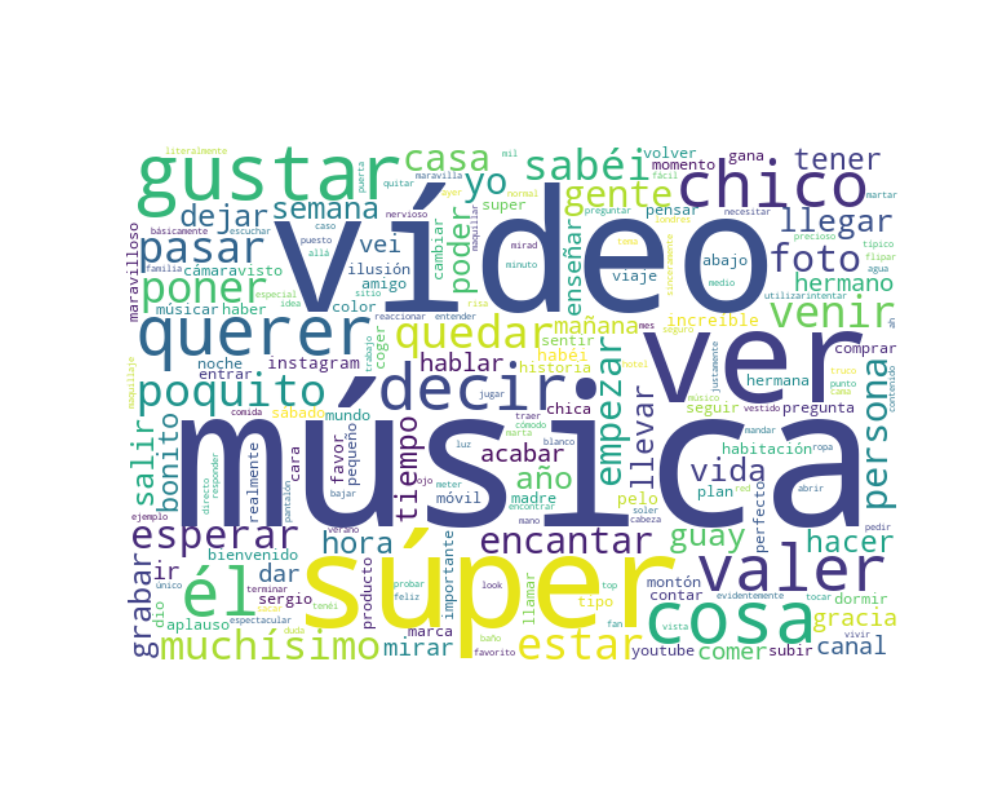 literalmente
gustar
casa
mil
sabéi
volver
gana
tener
maravilla
puerta
quitar
yo
ayer
normal
gente
momento
fácil
chico
martar
dejar
semana
nervioso
super
poder
maquillar
preguntar
pensar
necesitar
londres
llegar
maravilloso
básicamente
escuchar
caso
vídeo
mirad
tema
sinceramente
precioso
típico
pasar
puesto
allá
vei
cambiar
minuto
enseñar
viaje
abajo
foto
flipar
familia
cámaravisto
ilusión
sitio
medio
agua
poner
especial
idea
amigo
risa
hermano
utilizarintentar
músicar
haber
color
reaccionar
entender
mañana
increíble
mes
seguro
venir
ah
querer
quedar
sentir
ver
justamente
comprar
noche
instagram
trabajo
coger
hablar
habéi
historia
hotel
truco
entrar
maquillaje
hermana
punto
cama
contenido
poquito
decir
jugar
empezar
llevar
músico
vestido
persona
comida
sábado
mundo
chica
traer
seguir
pregunta
salir
bonito
música
tiempo
cómodo
marta
blanco
mandar
ropa
directo
responder
realmente
cara
favor
pequeño
luz
acabar
habitación
pantalón
bajar
ojo
meter
año
encontrar
vida
móvil
madre
pelo
plan
red
perfecto
abrir
ejemplo
verano
mano
soler
cabeza
pedir
esperar
hora
encantar
guay
hacer
grabar
bienvenido
importante
ir
único
él
dar
súper
probar
look
llamar
top
montón
valer
terminar
sergio
producto
feliz
tipo
contar
tocar
dormir
dio
sacar
tenéi
evidentemente
aplauso
espectacular
marca
fan
cosa
gracia
duda
vista
vivir
muchísimo
mirar
baño
favorito
estar
youtube
comer
subir
canal